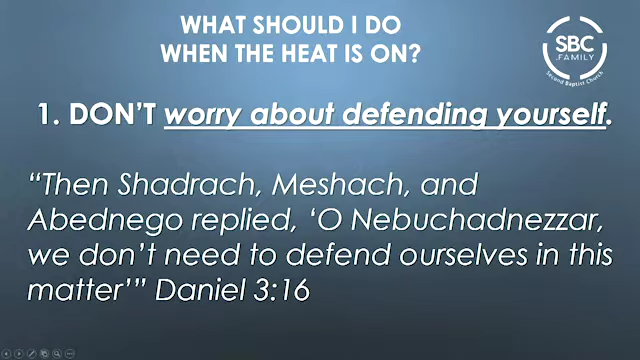 WHAT SHOULD I DO
WHEN THE HEAT IS ON?
SBC
.FAMILY
Second Baptist Church
1. DON’T worry about defending yourself.
“Then Shadrach, Meshach, and
Abednego replied, ‘O Nebuchadnezzar,
we don’t need to defend ourselves in this
matter’” Daniel 3:16